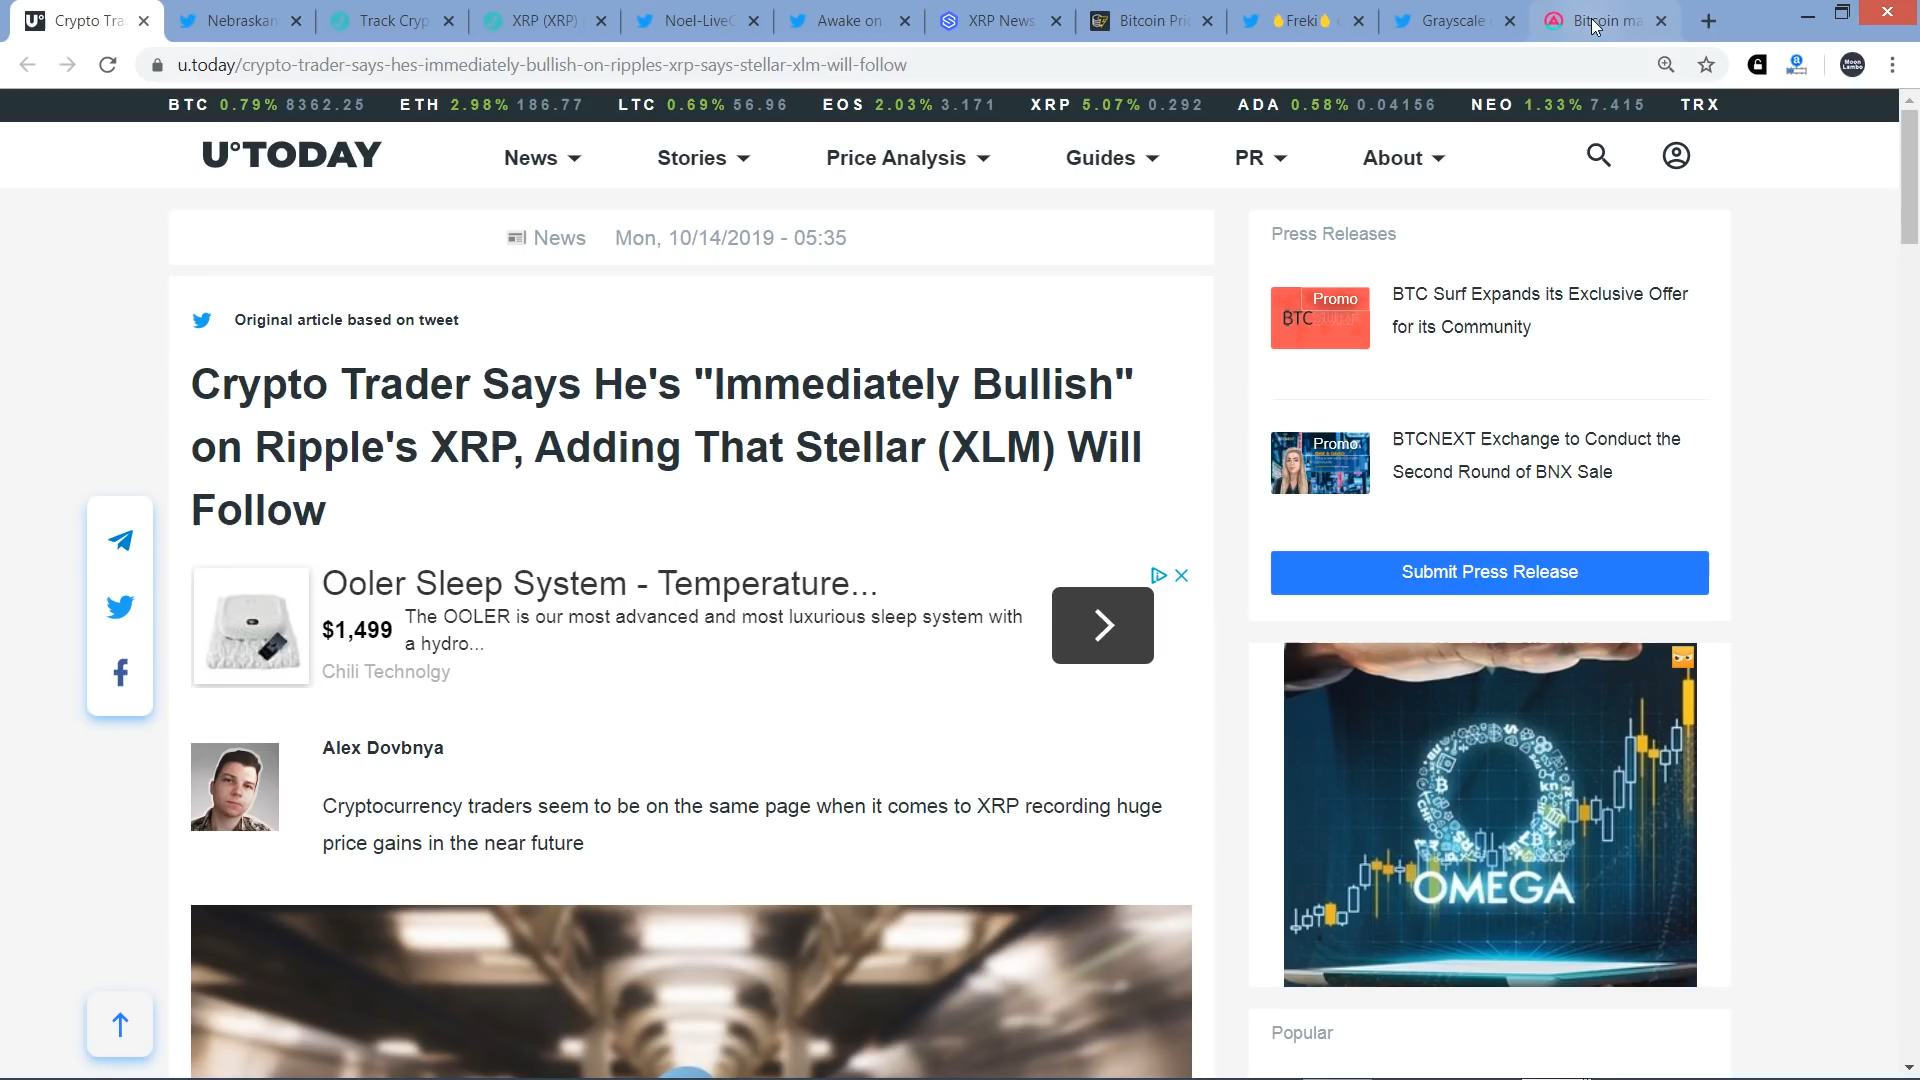 Crypto Tra
Nebraskan
Track Cryp
XRP (XRP)
Noel-LiveC
Awake on
XRP News
Bitcoin Pri
Freki
Grayscale
Bitcoin ma
u.today/crypto-trader-says-hes-immediately-bullish-on-ripples-xrp-says-stellar-xlm-will-follow
BTC 0.79% 8362.25 ETH 2.98% 186.77 LTC 0.69% 56.96 EOS 2.03% 3.171 XRP 5.07% 0.292 ADA 0.58% 0.04156 NEO 1.33% 7.415 TRX
U°TODAY
News Stories Price Analysis Guides PR About
News Mon, 10/14/2019 - 05:35
Original article based on tweet
Crypto Trader Says He's "Immediately Bullish"
on Ripple's XRP, Adding That Stellar (XLM) Will
Follow
Ooler Sleep System - Temperature...
$1,499
The OOLER is our most advanced and most luxurious sleep system with
a hydro...
Chili Technolgy
Alex Dovbnya
Cryptocurrency traders seem to be on the same page when it comes to XRP recording huge
price gains in the near future
Press Releases
Promo
BTC
BTC Surf Expands its Exclusive Offer
for its Community
Promo
BTCNEXT Exchange to Conduct the
Second Round of BNX Sale
Submit Press Release
OMEGA
Popular